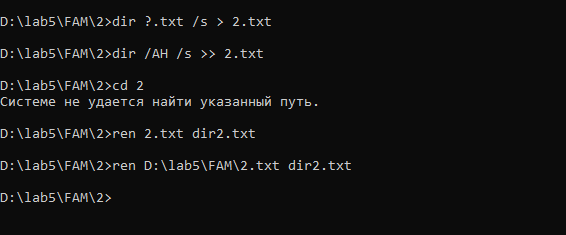 D:\lab5\FAM\2>dir ?.txt /s > 2.txt
D:\lab5\FAM\2>dir /AH /s >> 2.txt
D:\lab5\FAM\2>cd 2
Системе не удается найти указанный путь.
D:\lab5\FAM\2>ren 2.txt dir2.txt
D:\lab5\FAM\2>ren D:\lab5\FAM\2.txt dir2.txt
D:\lab5\FAM\2>